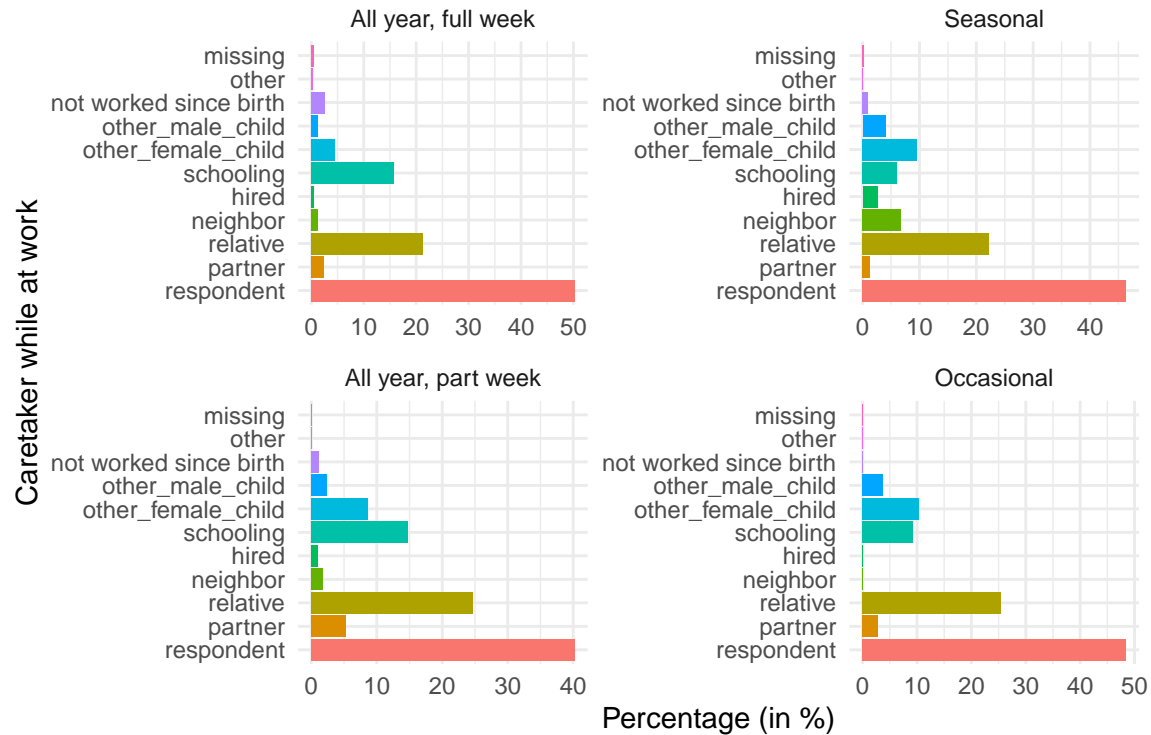 All year, full week
Seasonal
missing
other
not worked since birth
other_male_child
other_female_child
schooling
hired
neighbor
relative
partner
respondent
0 10 20 30 40 50
missing
other
not worked since birth
other_male_child
other_female_child
schooling
hired
neighbor
relative
partner
respondent
0 10 20 30 40
Caretaker while at work
All year, part week
Occasional
missing
other
not worked since birth
other_male_child
other_female_child
schooling
hired
neighbor
relative
partner
respondent
0 10 20 30 40
missing
other
not worked since birth
other_male_child
other_female_child
schooling
hired
neighbor
relative
partner
respondent
0 10 20 30 40 50
Percentage (in %)